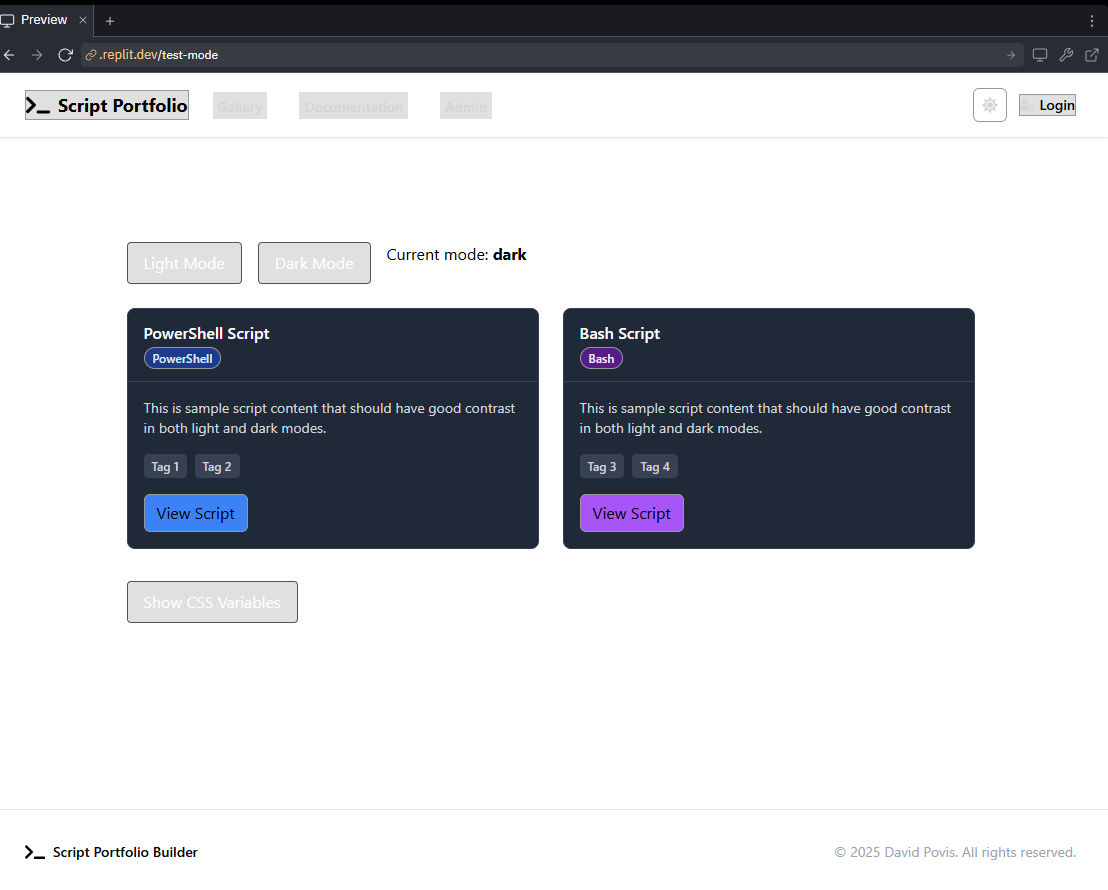 Preview
.replit.dev/test-mode
Script Portfolio
Gallery
Documentation
Admin
Login
Light Mode
Dark Mode
Current mode: dark
PowerShell Script
PowerShell
This is sample script content that should have good contrast
in both light and dark modes.
Tag 1
Tag 2
View Script
Bash Script
Bash
This is sample script content that should have good contrast
in both light and dark modes.
Tag 3
Tag 4
View Script
Show CSS Variables
Script Portfolio Builder
© 2025 David Povis. All rights reserved.